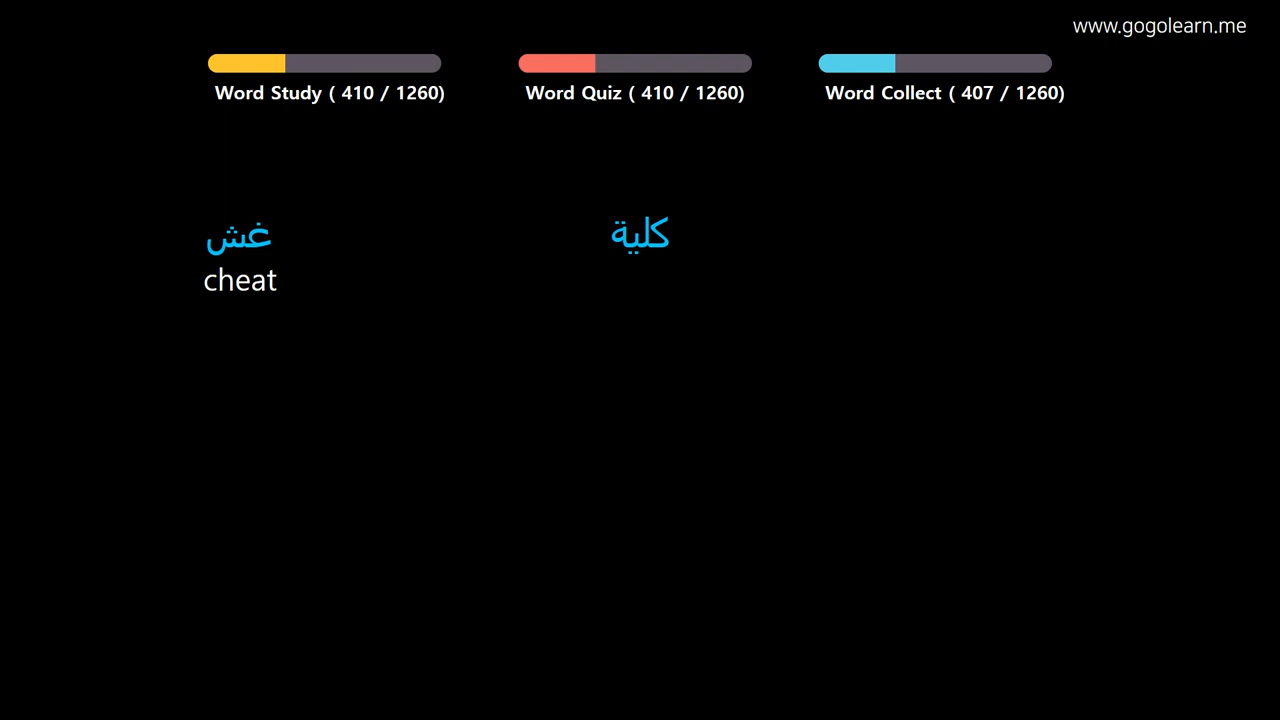 www.gogolearn.me
Word Study ( 410 / 1260)
Word Quiz ( 410 / 1260)
Word Collect ( 407 / 1260)
غش
cheat
كلية